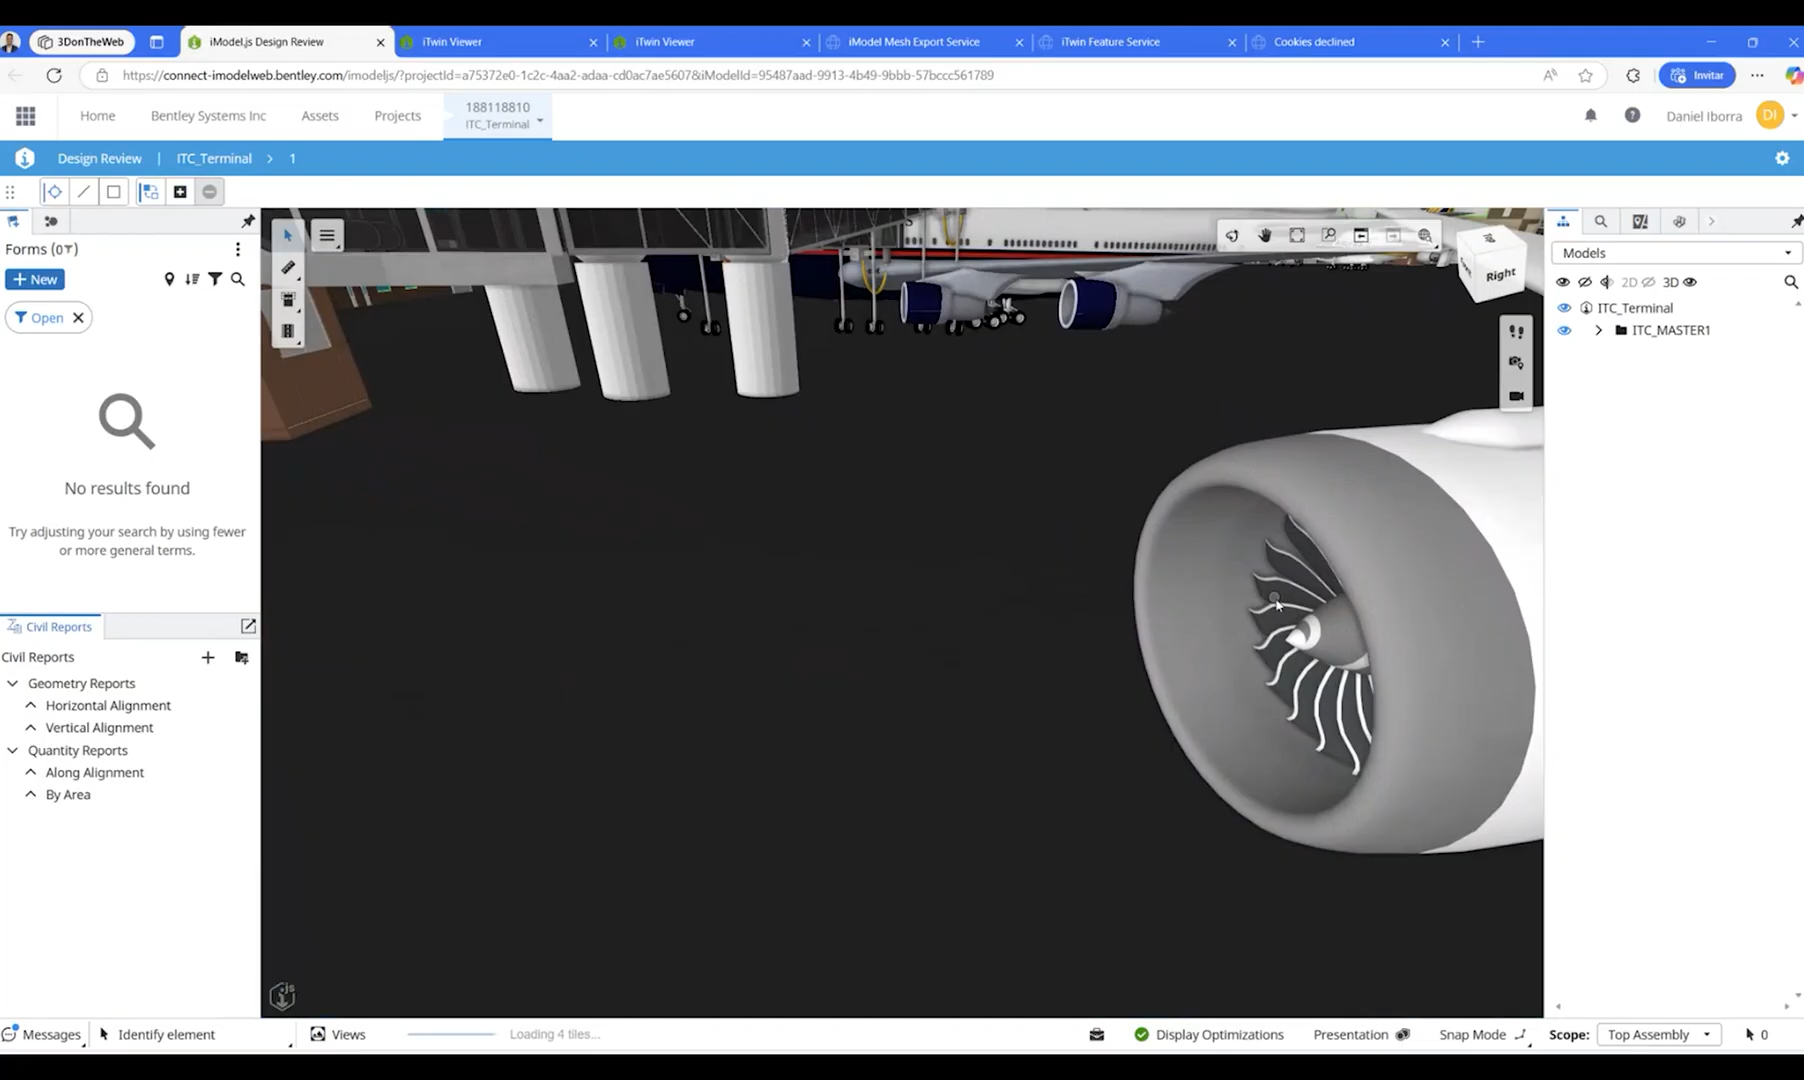 3DonTheWeb
iModel.js Design Review
iTwin Viewer
iTwin Viewer
iModel Mesh Export Service
iTwin Feature Service
Cookies declined
https://connect-imodelweb.bentley.com/imodeljs/?projectId=a75372e0-1c2c-4aa2-adaa-cd0ac7ae5607&iModelId=95487aad-9913-4b49-9bbb-57bccc561789
Invitar
Home
Bentley Systems Inc
Assets
Projects
188118810
ITC_Terminal
Daniel Iborra
DI
Design Review | ITC_Terminal > 1
Forms (0)
+ New
Open
No results found
Try adjusting your search by using fewer
or more general terms.
Civil Reports
Civil Reports
Geometry Reports
Horizontal Alignment
Vertical Alignment
Quantity Reports
Along Alignment
By Area
Right
Models
2D
3D
ITC_Terminal
ITC_MASTER1
Messages
Identify element
Views
Loading 4 tiles...
Display Optimizations
Presentation
Snap Mode
Scope:
Top Assembly
0